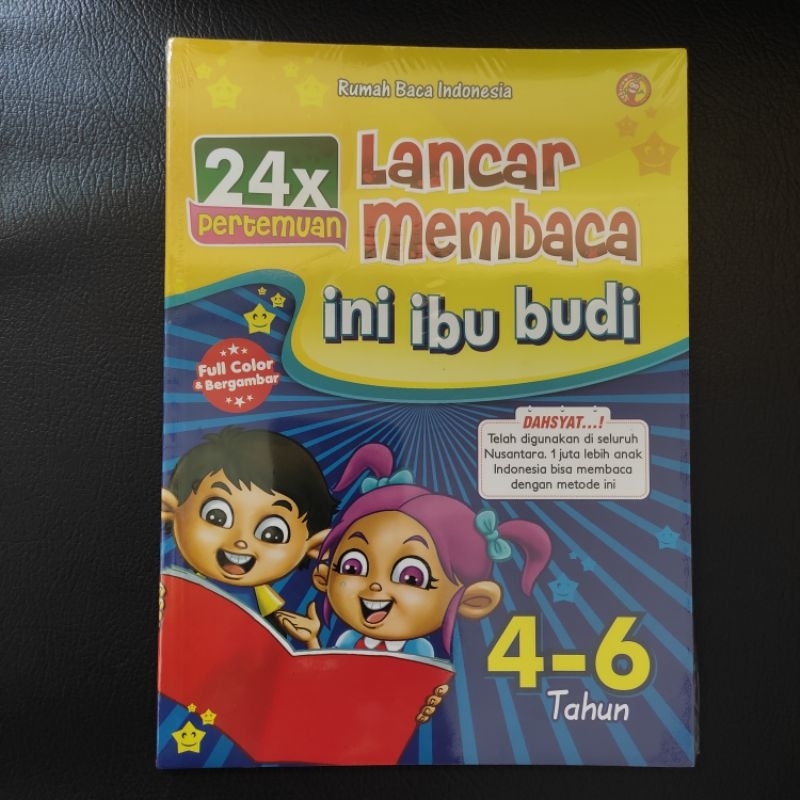 Rumah Baca Indonesia
24x
Pertemuan
Lancar
Membaca
ini ibu budi
Full Color
& Bergambar
DAHSYAT...!
Telah digunakan di seluruh
Nusantara. 1 juta lebih anak
Indonesia bisa membaca
dengan metode ini
4-6
Tahun